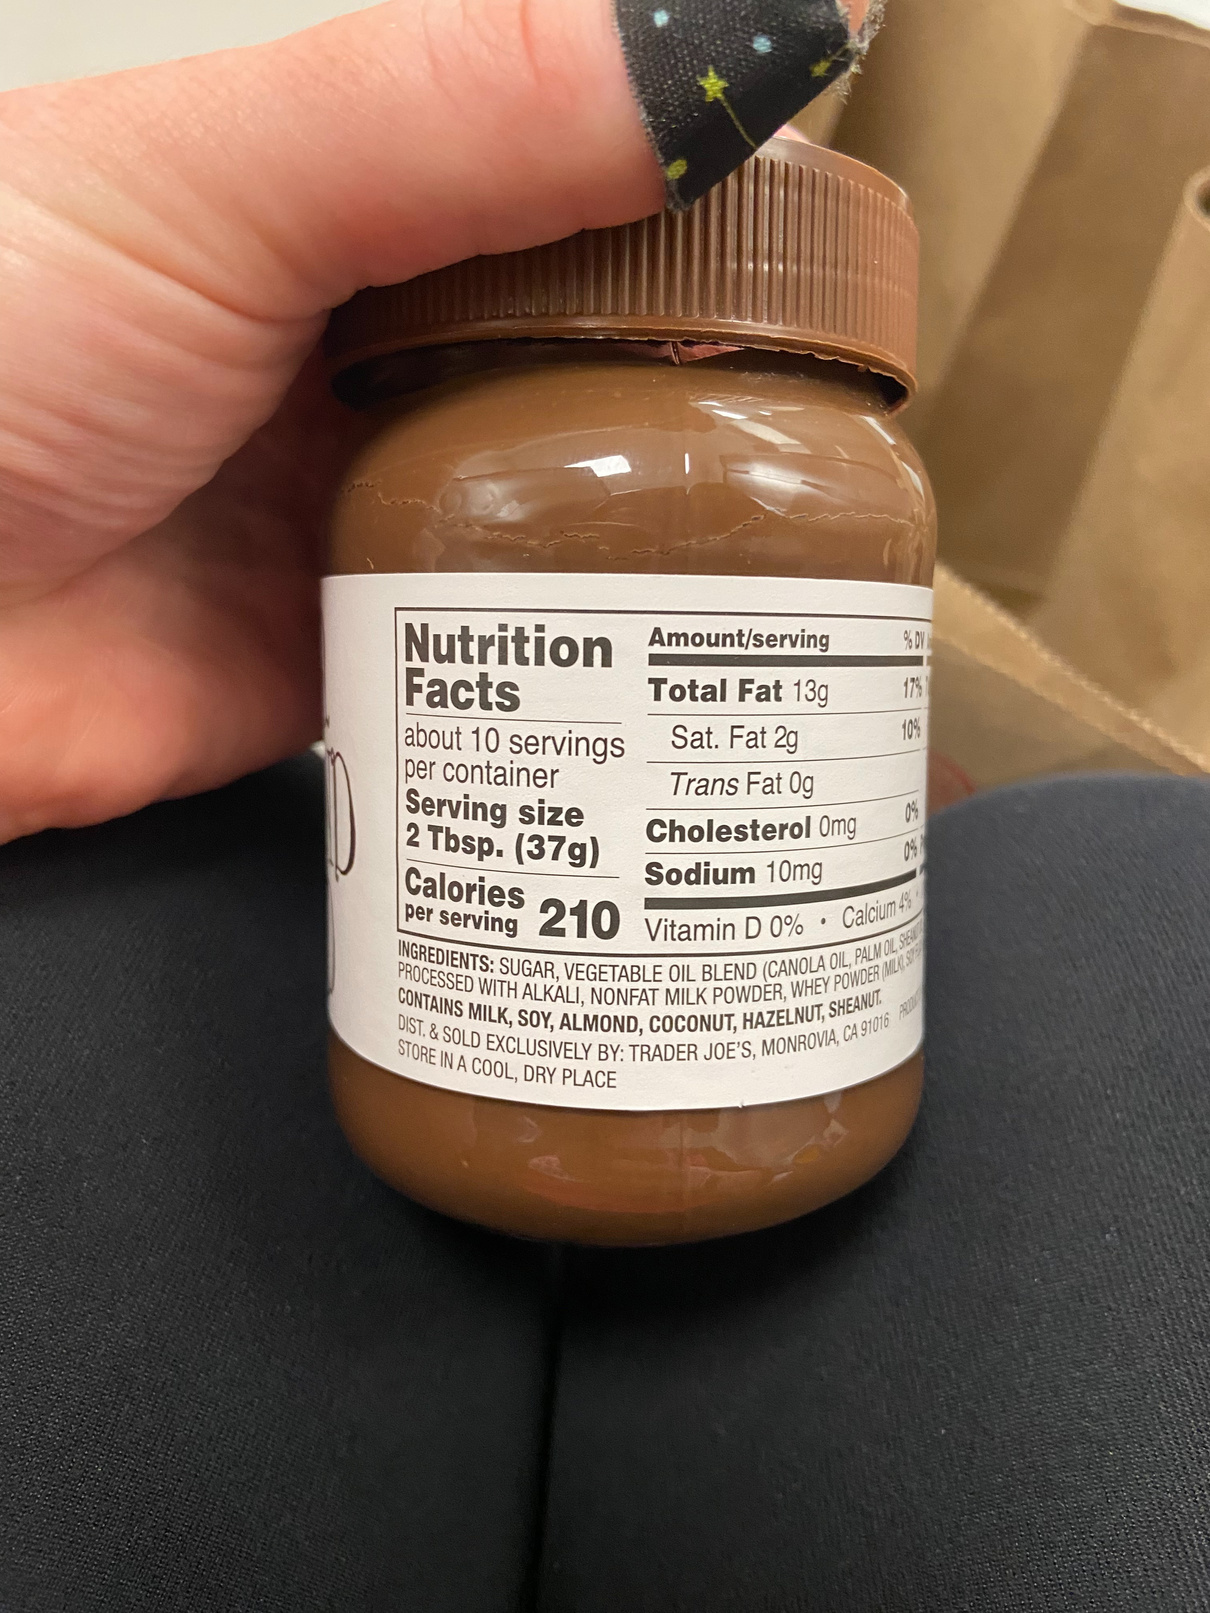 Nutrition
Facts
about 10 servings
per container
Serving size
2 Tbsp. (37g)
Calories
per serving 210
Amount/serving % DV
Total Fat 13g 17%
Sat. Fat 2g 10%
Trans Fat 0g
Cholesterol 0mg 0%
Sodium 10mg 0%
Vitamin D 0% • Calcium 4% •
INGREDIENTS: SUGAR, VEGETABLE OIL BLEND (CANOLA OIL, PALM OIL,
PROCESSED WITH ALKALI, NONFAT MILK POWDER, WHEY POWDER (MILK),
CONTAINS MILK, SOY, ALMOND, COCONUT, HAZELNUT, SHEANUT.
DIST. & SOLD EXCLUSIVELY BY: TRADER JOE'S, MONROVIA, CA 91016
STORE IN A COOL, DRY PLACE